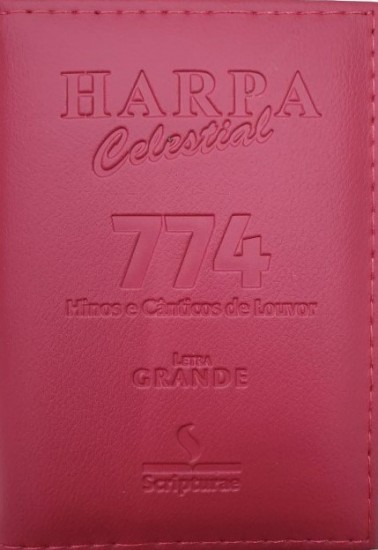 HARPA
Celestial
774
Hinos e Cânticos de Louvor
LETRA
GRANDE
Scripturae